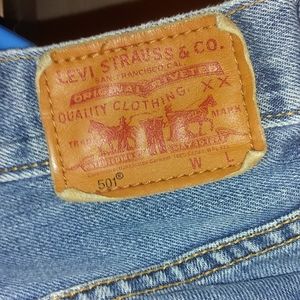 LEVI STRAUSS & CO.
SAN FRANCISCO, CAL.
ORIGINAL RIVETED
QUALITY CLOTHING. XX
TRADE MARK
501®
W L